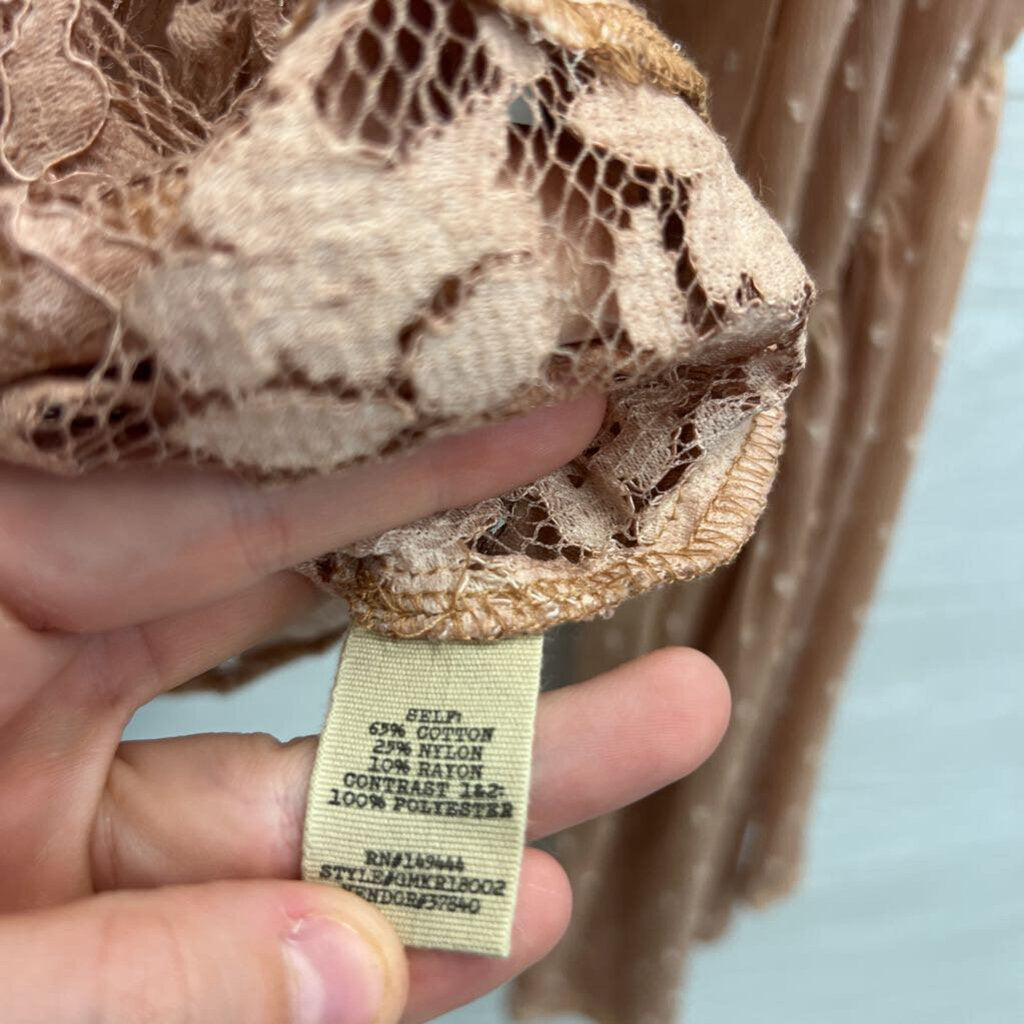 SELF:
65% COTTON
25% NYLON
10% RAYON
CONTRAST 1&2-
100% POLYESTER
RN#149444
STYLE#GMKR18002
VENDOR#37840